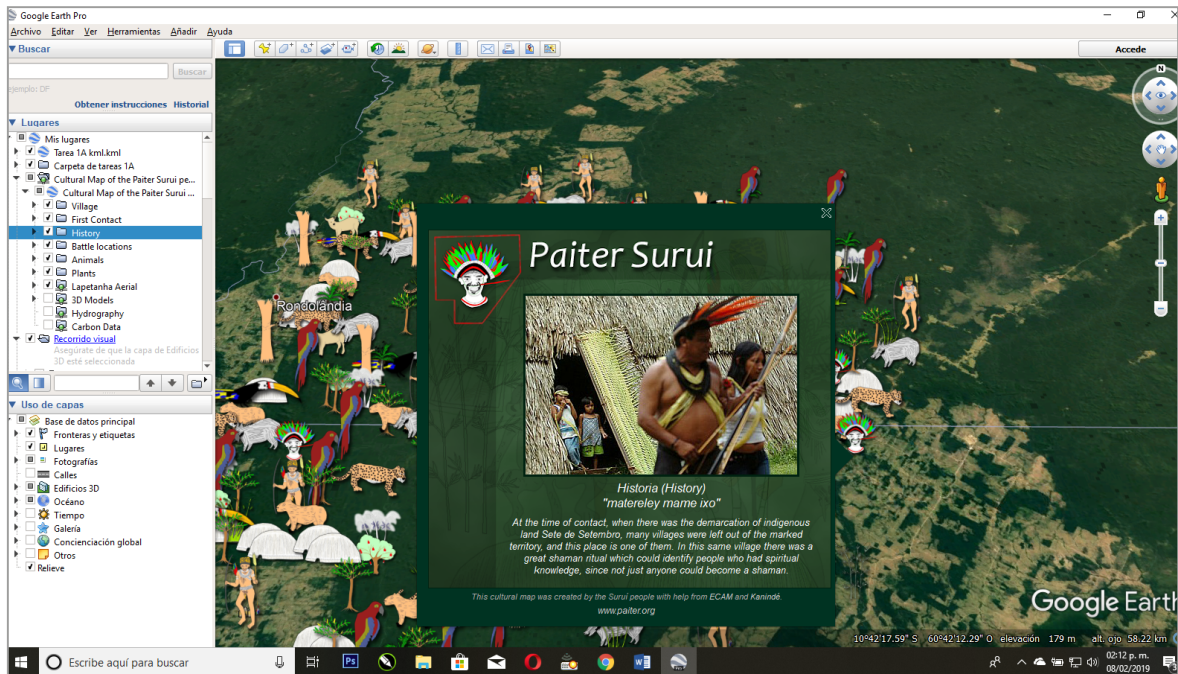 Google Earth Pro
Archivo Editar Ver Herramientas Añadir Ayuda
Buscar
Accede
Buscar
ejemplo: OF
Obtener instrucciones Historial
Lugares
Mis lugares
Tarea 1A kml.kml
Carpeta de tareas 1A
Cultural Map of the Paiter Surui pe...
Cultural Map of the Paiter Surui ...
Village
First Contact
History
Battle locations
Animals
Plants
Lapetanha Aerial
3D Models
Hydrography
Carbon Data
Recorrido visual
Asegúrate de que la capa de Edificios
3D esté seleccionada
Uso de capas
Base de datos principal
Fronteras y etiquetas
Lugares
Fotografías
Calles
Edificios 3D
Océano
Tiempo
Galería
Concienciación global
Otros
Relieve
N
Rondolândia
Paiter Surui
Historia (History)
"matereley mame ixo"
At the time of contact, when there was the demarcation of indigenous
land Sete de Setembro, many villages were left out of the marked
territory, and this place is one of them. In this same village there was a
great shaman ritual which could identify people who had spiritual
knowledge, since not just anyone could become a shaman.
This cultural map was created by the Suruí people with help from ECAM and Kanindé.
www.paiter.org
Google Earth
10°42'17.59" S 60°42'12.29" O elevación 179 m alt. ojo 58.22 km
Escribe aquí para buscar
Ps
02:12 p. m.
08/02/2019
3